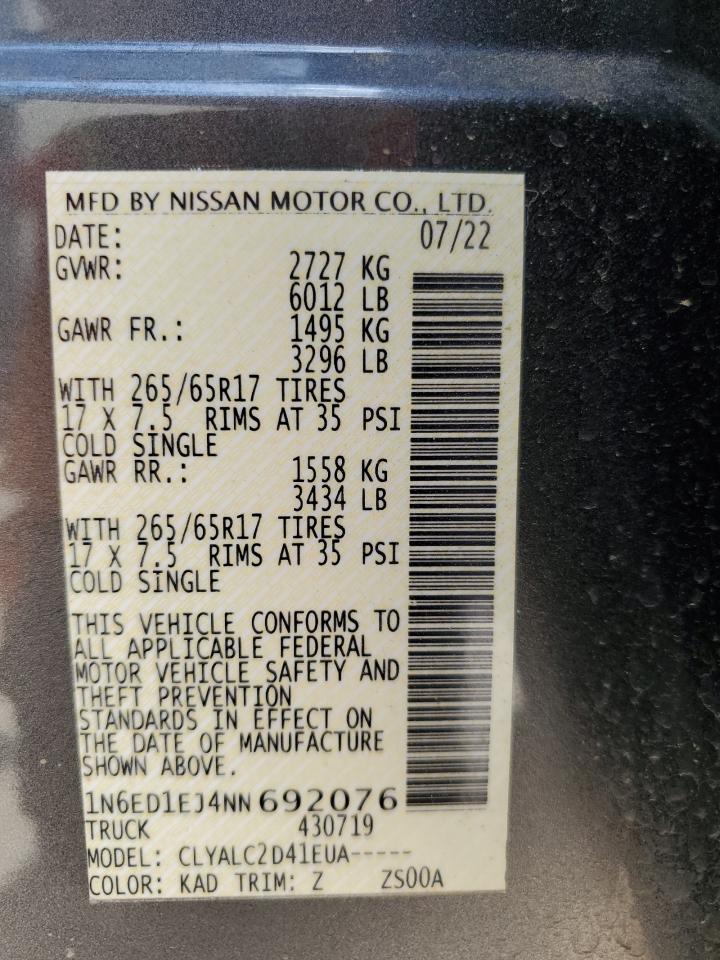 MFD BY NISSAN MOTOR CO., LTD.
DATE: 07/22
GVWR: 2727 KG
6012 LB
GAWR FR.: 1495 KG
3296 LB
WITH 265/65R17 TIRES
17 X 7.5 RIMS AT 35 PSI
COLD SINGLE
GAWR RR.: 1558 KG
3434 LB
WITH 265/65R17 TIRES
17 X 7.5 RIMS AT 35 PSI
COLD SINGLE
THIS VEHICLE CONFORMS TO
ALL APPLICABLE FEDERAL
MOTOR VEHICLE SAFETY AND
THEFT PREVENTION
STANDARDS IN EFFECT ON
THE DATE OF MANUFACTURE
SHOWN ABOVE.
1N6ED1EJ4NN692076
TRUCK 430719
MODEL: CLYALC2D41EUA-----
COLOR: KAD TRIM: Z ZS00A